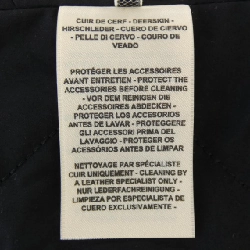 CUIR DE CERF - DEERSKIN
HIRSCHLEDER - CUERO DE CIERVO
- PELLE DI CERVO - COURO DE
VEADO
PROTÉGER LES ACCESSOIRES
AVANT ENTRETIEN - PROTECT THE
ACCESSORIES BEFORE CLEANING
- VOR DEM REINIGEN DIE
ACCESSOIRES ABDECKEN -
PROTEGER LOS ACCESORIOS
ANTES DE LAVAR - PROTEGGERE
GLI ACCESSORI PRIMA DEL
LAVAGGIO - PROTEGER OS
ACESSÓRIOS ANTES DE LIMPAR
NETTOYAGE PAR SPÉCIALISTE
CUIR UNIQUEMENT - CLEANING BY
A LEATHER SPECIALIST ONLY -
NUR LEDERFACHREINIGUNG -
LIMPIEZA POR ESPECIALISTA DE
CUERO EXCLUSIVAMENTE -